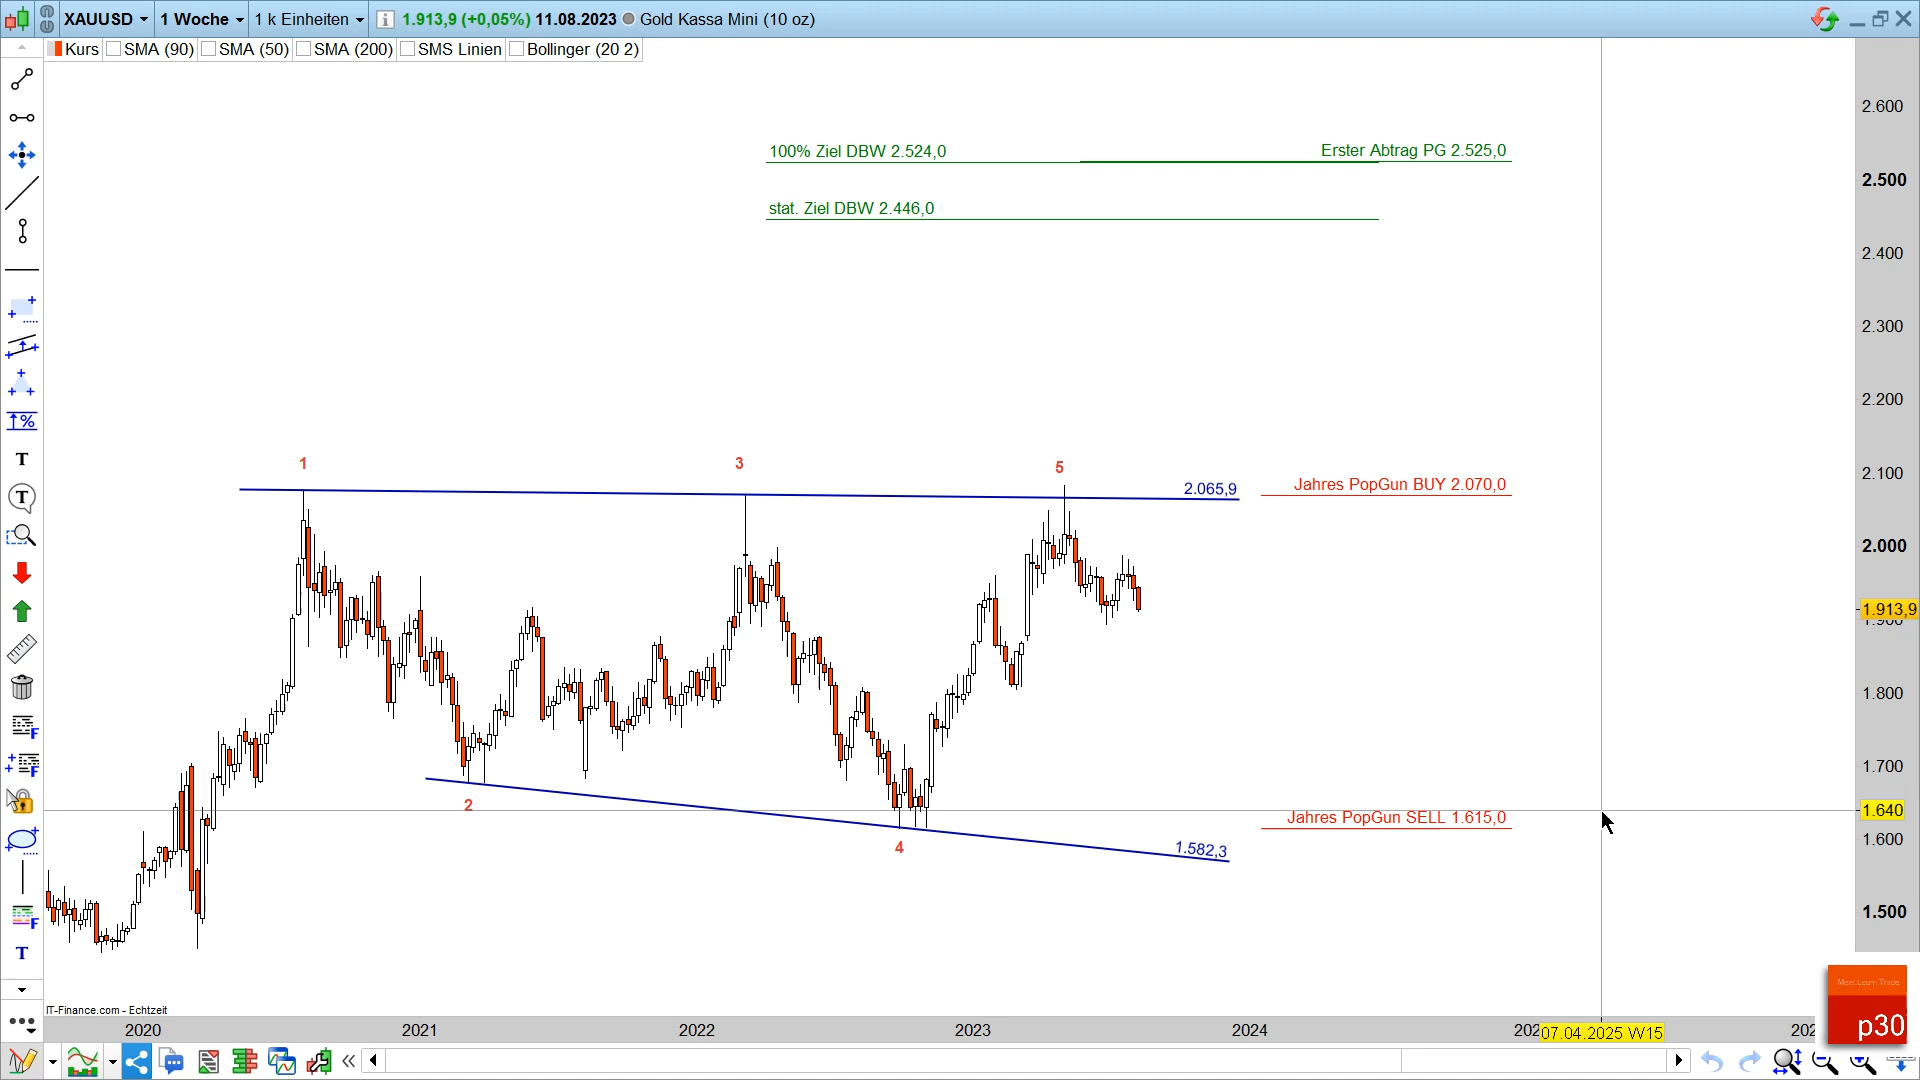 XAUUSD 1 Woche 1 k Einheiten 1.913,9 (+0,05%) 11.08.2023 Gold Kassa Mini (10 oz)
Kurs SMA (90) SMA (50) SMA (200) SMS Linien Bollinger (20 2)
2.600
100% Ziel DBW 2.524,0 Erster Abtrag PG 2.525,0
2.500
stat. Ziel DBW 2.446,0
2.400
2.300
2.200
1 3 5
2.100
2.065,9 Jahres PopGun BUY 2.070,0
2.000
1.913,9
1.900
1.800
1.700
2
1.640
Jahres PopGun SELL 1.615,0
1.600
4 1.582,3
1.500
Meet.Learn.Trade
p30
IT-Finance.com - Echtzeit
2020 2021 2022 2023 2024 07.04.2025 W15